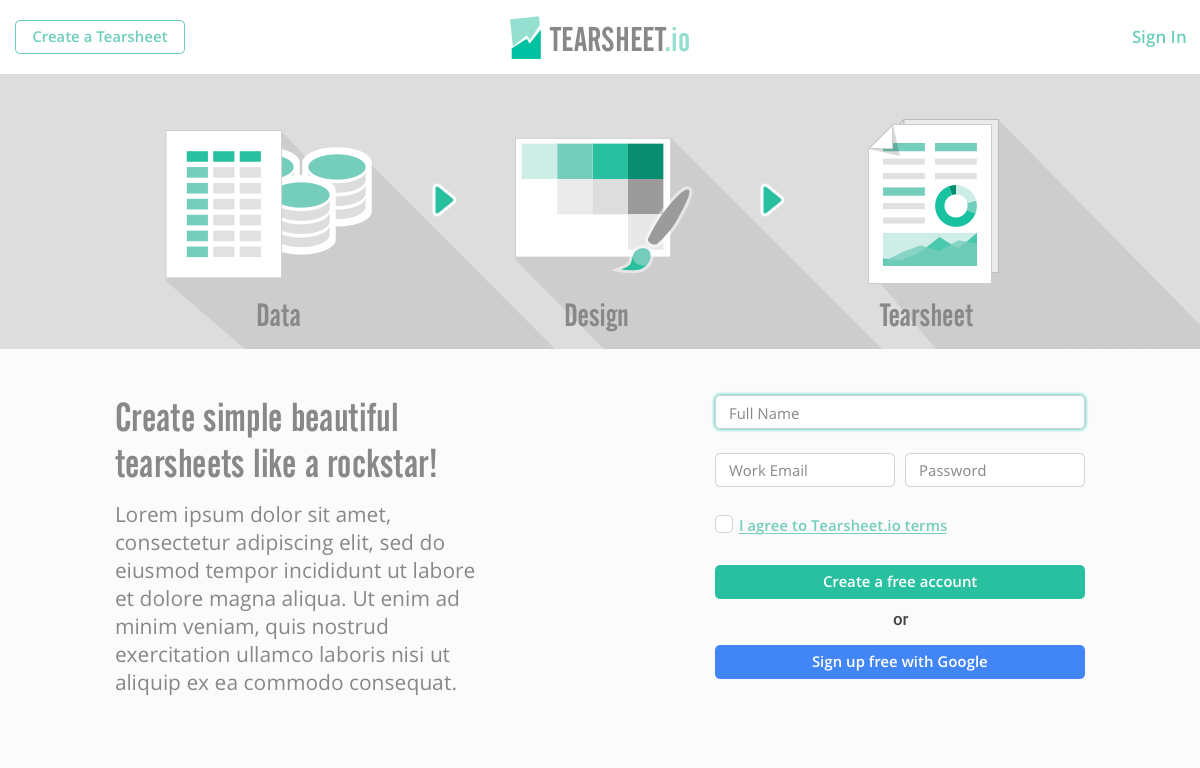 Create a Tearsheet
TEARSHEET.io
Sign In
Data
Design
Tearsheet
Create simple beautiful
tearsheets like a rockstar!
Lorem ipsum dolor sit amet,
consectetur adipiscing elit, sed do
eiusmod tempor incididunt ut labore
et dolore magna aliqua. Ut enim ad
minim veniam, quis nostrud
exercitation ullamco laboris nisi ut
aliquip ex ea commodo consequat.
Full Name
Work Email
Password
I agree to Tearsheet.io terms
Create a free account
or
Sign up free with Google